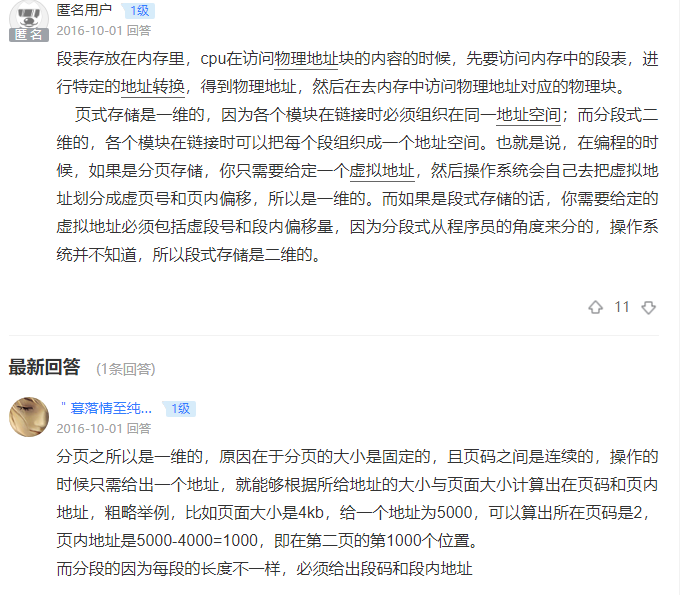 匿名用户 1级
匿 名
2016-10-01 回答
段表存放在内存里，cpu在访问物理地址块的内容的时候，先要访问内存中的段表，进
行特定的地址转换，得到物理地址，然后在去内存中访问物理地址对应的物理块。
页式存储是一维的，因为各个模块在链接时必须组织在同一地址空间；而分段式二
维的，各个模块在链接时可以把每个段组织成一个地址空间。也就是说，在编程的时
候，如果是分页存储，你只需要给定一个虚拟地址，然后操作系统会自己去把虚拟地
址划分成虚页号和页内偏移，所以是一维的。而如果是段式存储的话，你需要给定的
虚拟地址必须包括虚段号和段内偏移量，因为分段式从程序员的角度来分的，操作系
统并不知道，所以段式存储是二维的。
11
最新回答 (1条回答)
＂暮落情至纯... 1级
2016-10-01 回答
分页之所以是一维的，原因在于分页的大小是固定的，且页码之间是连续的，操作的
时候只需给出一个地址，就能够根据所给地址的大小与页面大小计算出在页码和页内
地址，粗略举例，比如页面大小是4kb，给一个地址为5000，可以算出所在页码是2，
页内地址是5000-4000=1000，即在第二页的第1000个位置。
而分段的因为每段的长度不一样，必须给出段码和段内地址